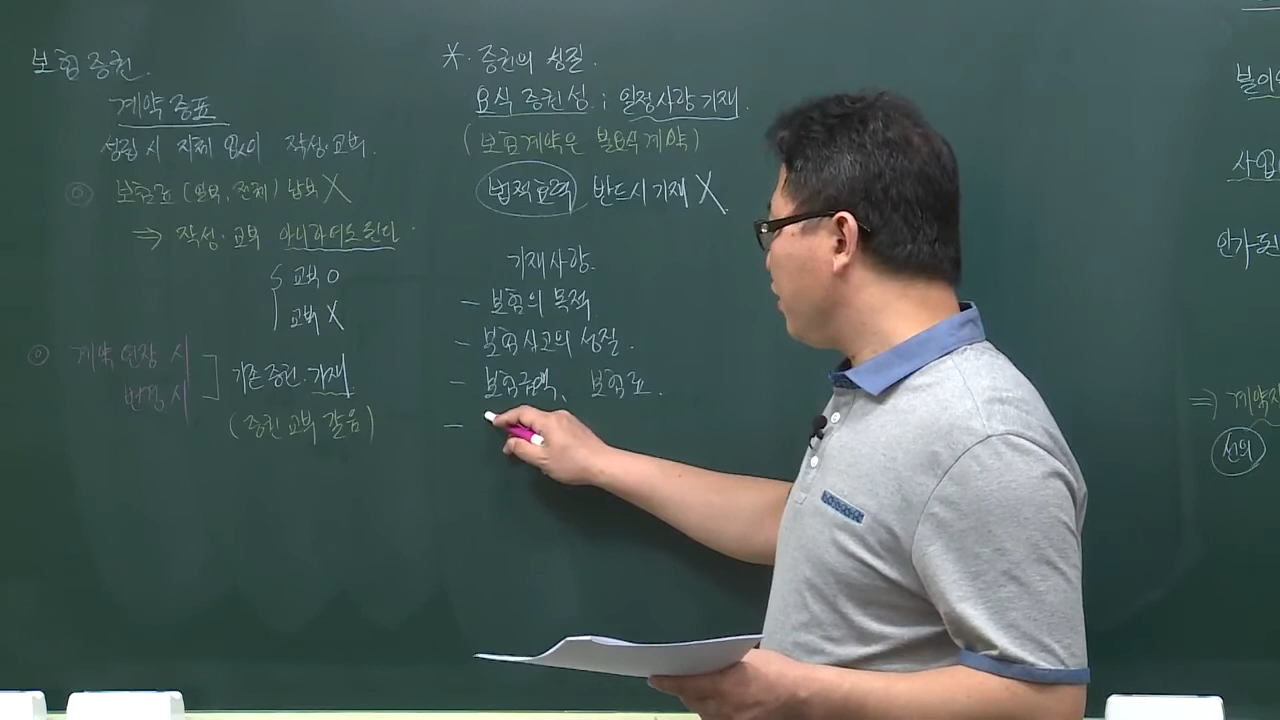 보험증권.
계약 증표
성립 시 지체 없이 작성·교부.
◎ 보험료 (일부, 전체) 납부 X
⇒ 작성·교부 아니하여도 된다.
교부 O
교부 X
◎ 계약 연장 시
변경 시
기존증권. 기재
(증권 교부 갈음)
*. 증권의 성질.
요식 증권성 ; 일정사항 기재.
(보험계약은 불요식 계약)
법적효력 반드시 기재 X.
기재사항.
- 보험의 목적
- 보험사고의 성질.
- 보험금액、 보험료.
-
불이익
사업
인가된
⇒ 계약자
선의